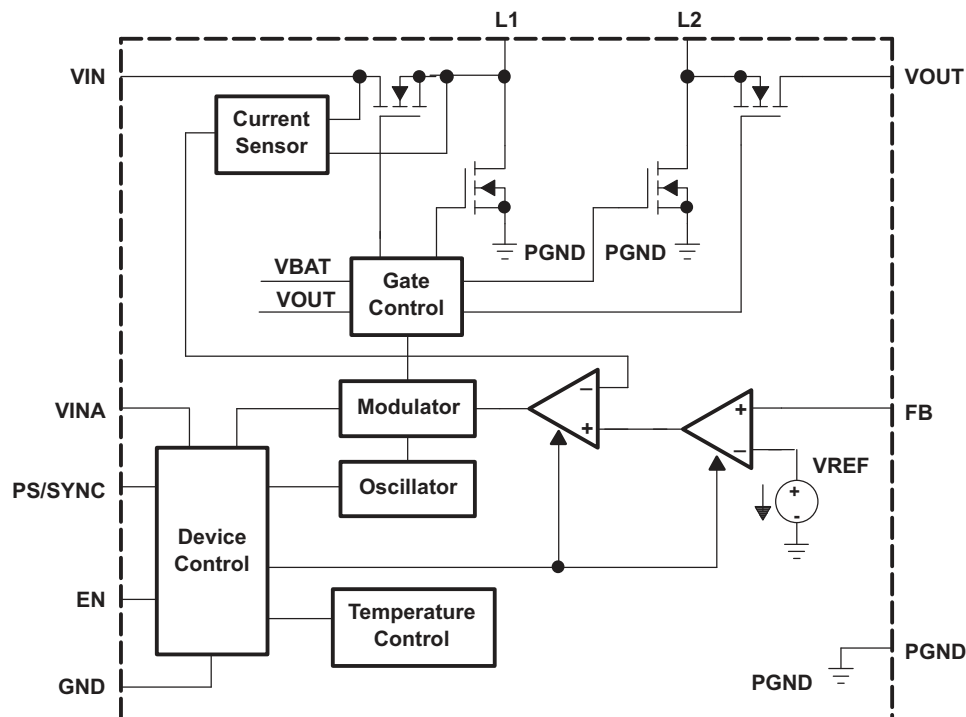 L1
L2
VIN
VOUT
Current
Sensor
PGND
PGND
VBAT
VOUT
Gate
Control
VINA
Modulator
−
+
+
−
FB
VREF
+
-
PS/SYNC
Oscillator
Device
Control
EN
Temperature
Control
GND
PGND
PGND